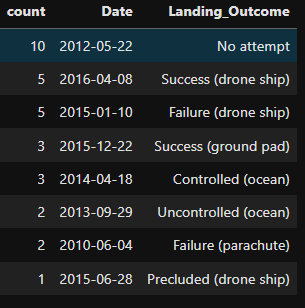 count Date Landing_Outcome
10 2012-05-22 No attempt
5 2016-04-08 Success (drone ship)
5 2015-01-10 Failure (drone ship)
3 2015-12-22 Success (ground pad)
3 2014-04-18 Controlled (ocean)
2 2013-09-29 Uncontrolled (ocean)
2 2010-06-04 Failure (parachute)
1 2015-06-28 Precluded (drone ship)